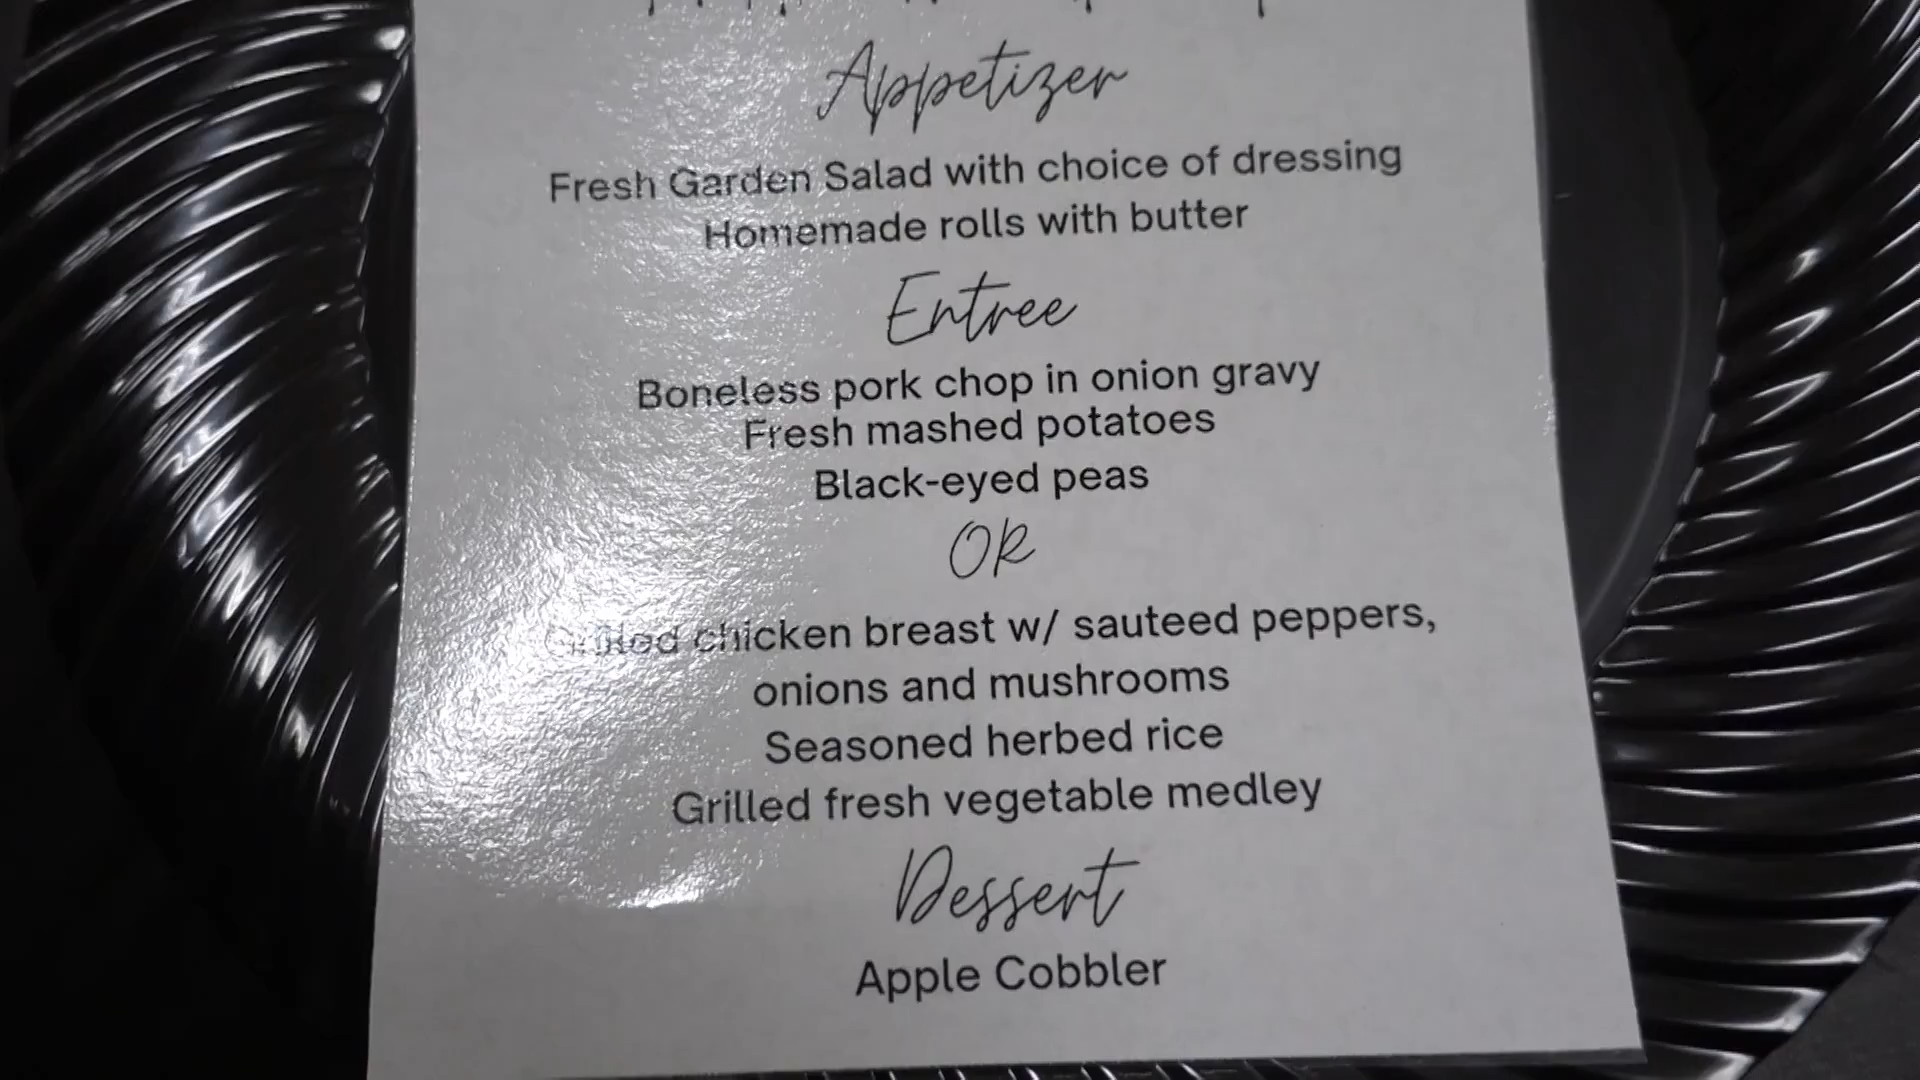 Appetizer
Fresh Garden Salad with choice of dressing
Homemade rolls with butter
Entree
Boneless pork chop in onion gravy
Fresh mashed potatoes
Black-eyed peas
OR
Grilled chicken breast w/ sauteed peppers,
onions and mushrooms
Seasoned herbed rice
Grilled fresh vegetable medley
Dessert
Apple Cobbler